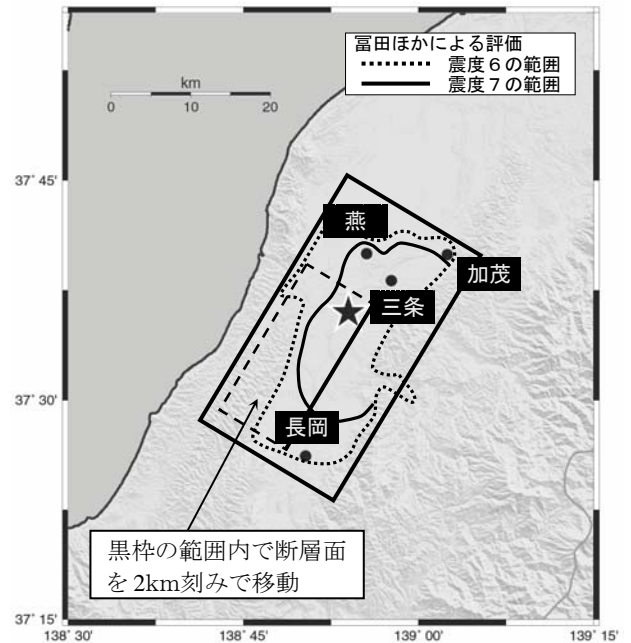 冨田ほかによる評価
震度6の範囲
震度7の範囲
km
0 10 20
37˚ 45'
燕
加茂
三条
37˚ 30'
長岡
黒枠の範囲内で断層面
を2km刻みで移動
37˚ 15'
138˚ 30' 138˚ 45' 139˚ 00' 139˚ 15'